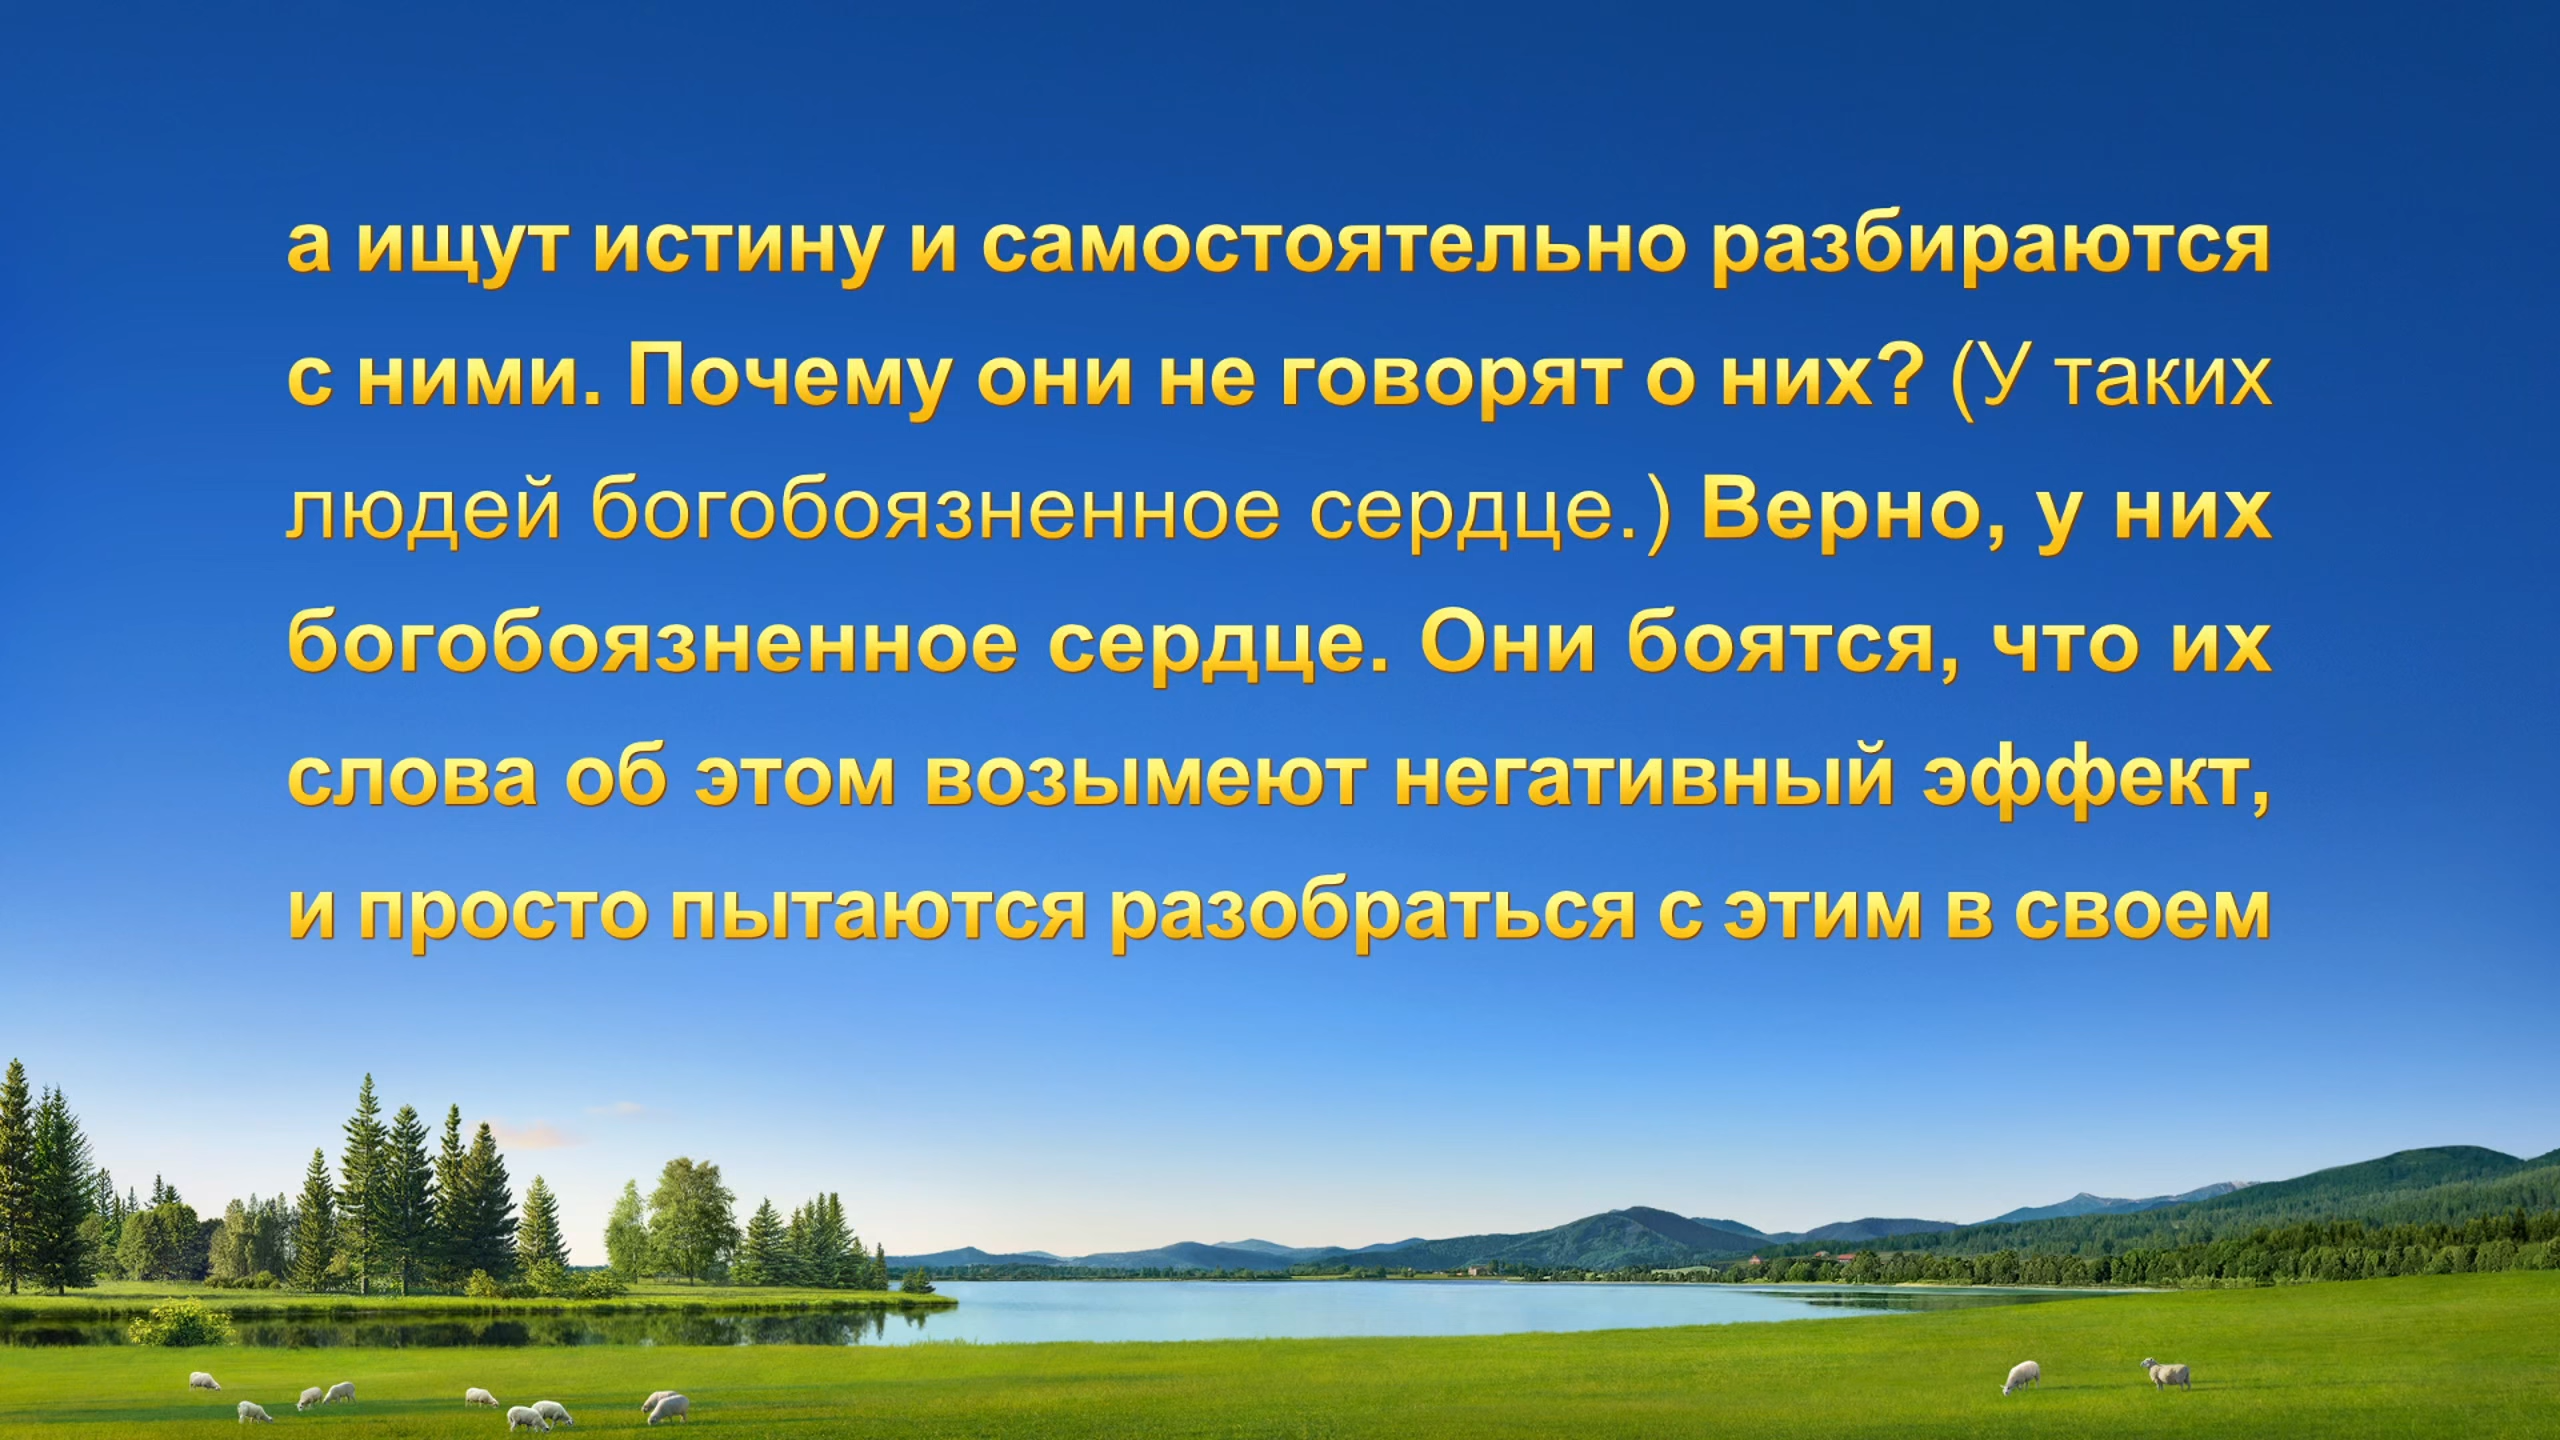 а ищут истину и самостоятельно разбираются
с ними. Почему они не говорят о них? (У таких
людей богобоязненное сердце.) Верно, у них
богобоязненное сердце. Они боятся, что их
слова об этом возымеют негативный эффект,
и просто пытаются разобраться с этим в своем